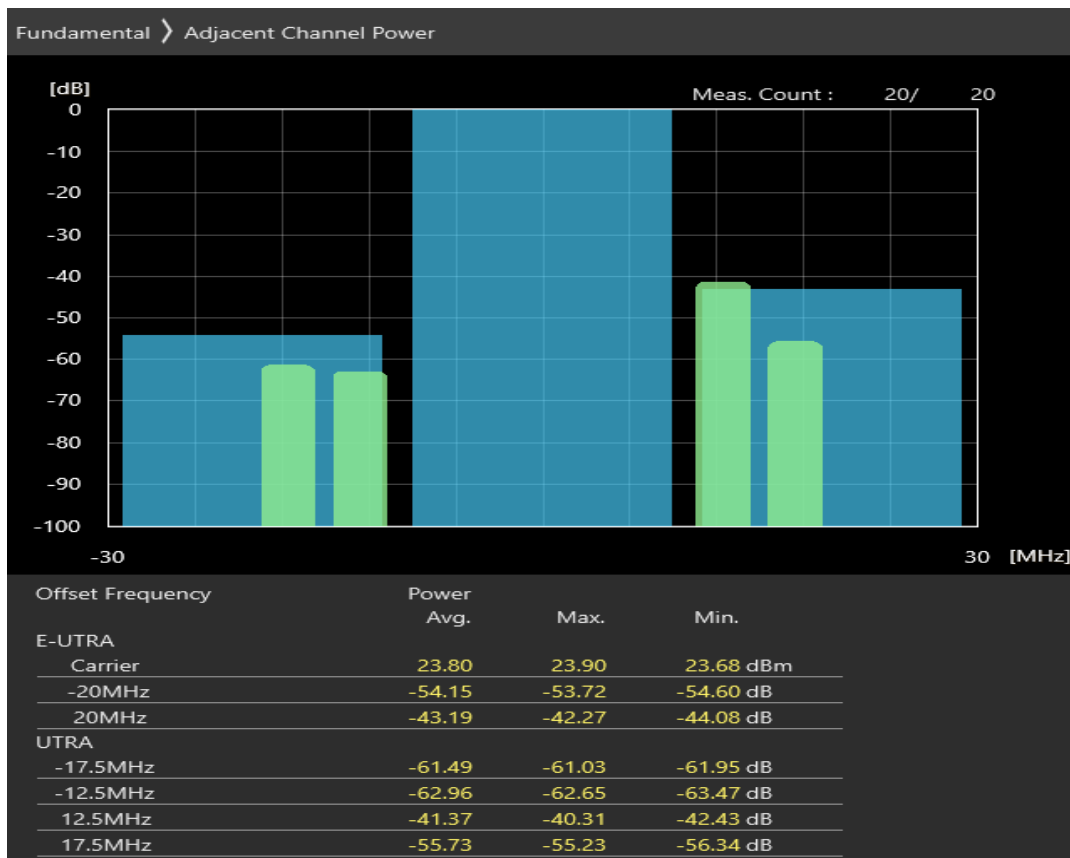 Fundamental 〉 Adjacent Channel Power
[dB]
Meas. Count : 20/ 20
0
-10
-20
-30
-40
-50
-60
-70
-80
-90
-100
-30 30 [MHz]
Offset Frequency Power
Avg. Max. Min.
E-UTRA
Carrier 23.80 23.90 23.68 dBm
-20MHz -54.15 -53.72 -54.60 dB
20MHz -43.19 -42.27 -44.08 dB
UTRA
-17.5MHz -61.49 -61.03 -61.95 dB
-12.5MHz -62.96 -62.65 -63.47 dB
12.5MHz -41.37 -40.31 -42.43 dB
17.5MHz -55.73 -55.23 -56.34 dB